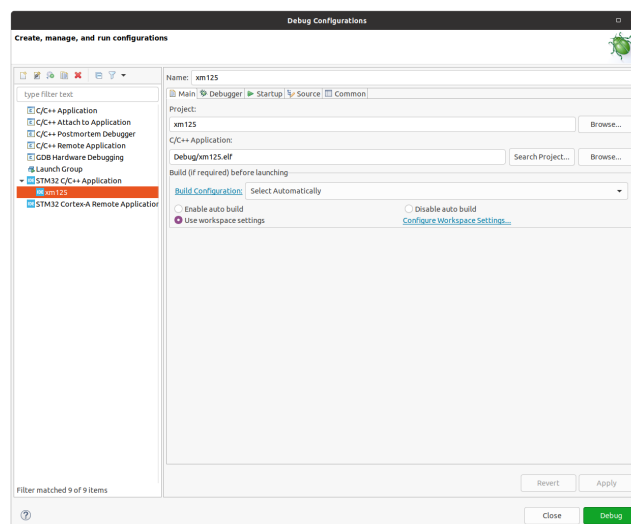 Debug Configurations
Create, manage, and run configurations
type filter text
C/C++ Application
C/C++ Attach to Application
C/C++ Postmortem Debugger
C/C++ Remote Application
GDB Hardware Debugging
Launch Group
STM32 C/C++ Application
xm125
STM32 Cortex-A Remote Application
Filter matched 9 of 9 items
Name: xm125
Main Debugger Startup Source Common
Project:
xm125 Browse...
C/C++ Application:
Debug/xm125.elf Search Project... Browse...
Build (if required) before launching
Build Configuration: Select Automatically
Enable auto build Disable auto build
Use workspace settings Configure Workspace Settings...
Revert Apply
Close Debug